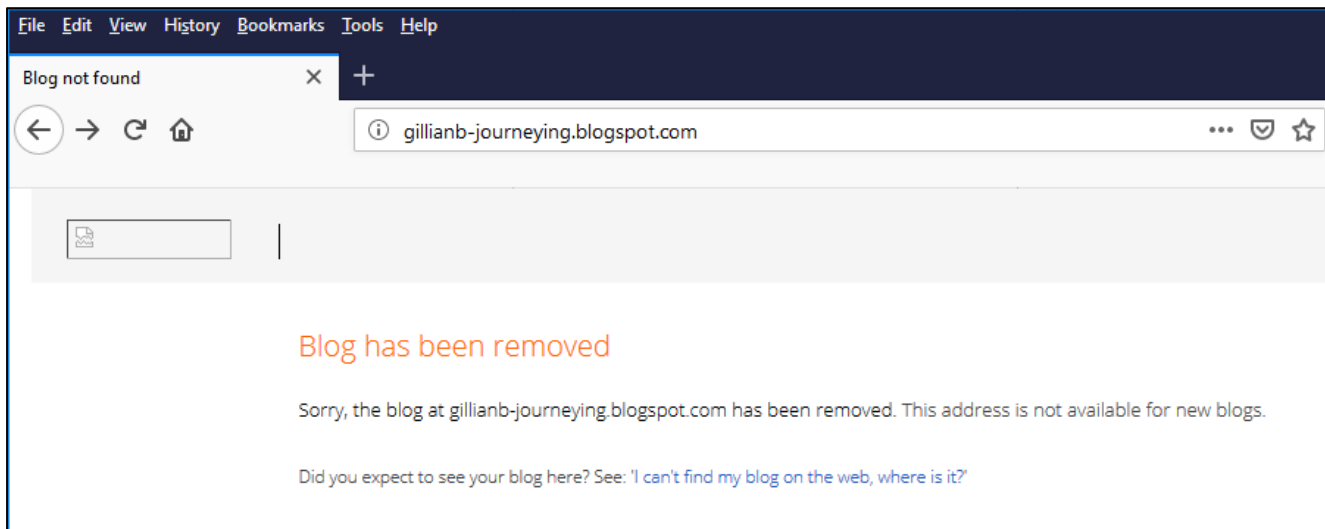 File Edit View History Bookmarks Tools Help
Blog not found
gillianb-journeying.blogspot.com
Blog has been removed
Sorry, the blog at gillianb-journeying.blogspot.com has been removed. This address is not available for new blogs.
Did you expect to see your blog here? See: 'I can't find my blog on the web, where is it?'